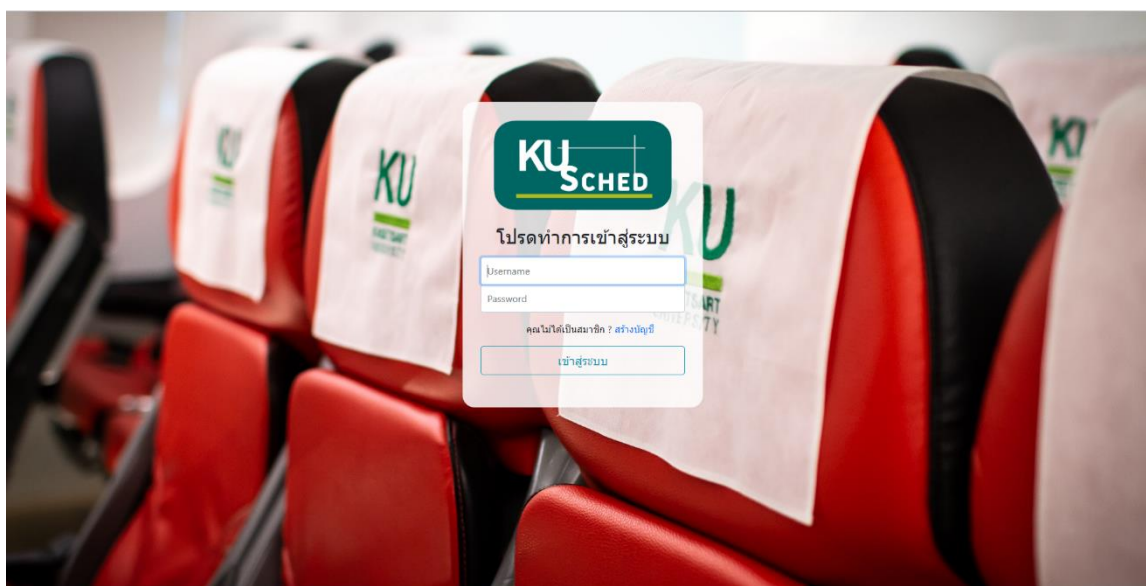 KU
SCHED
โปรดทำการเข้าสู่ระบบ
Username
Password
คุณไม่ได้เป็นสมาชิก ? สร้างบัญชี
เข้าสู่ระบบ
KU
KU
KU
KU